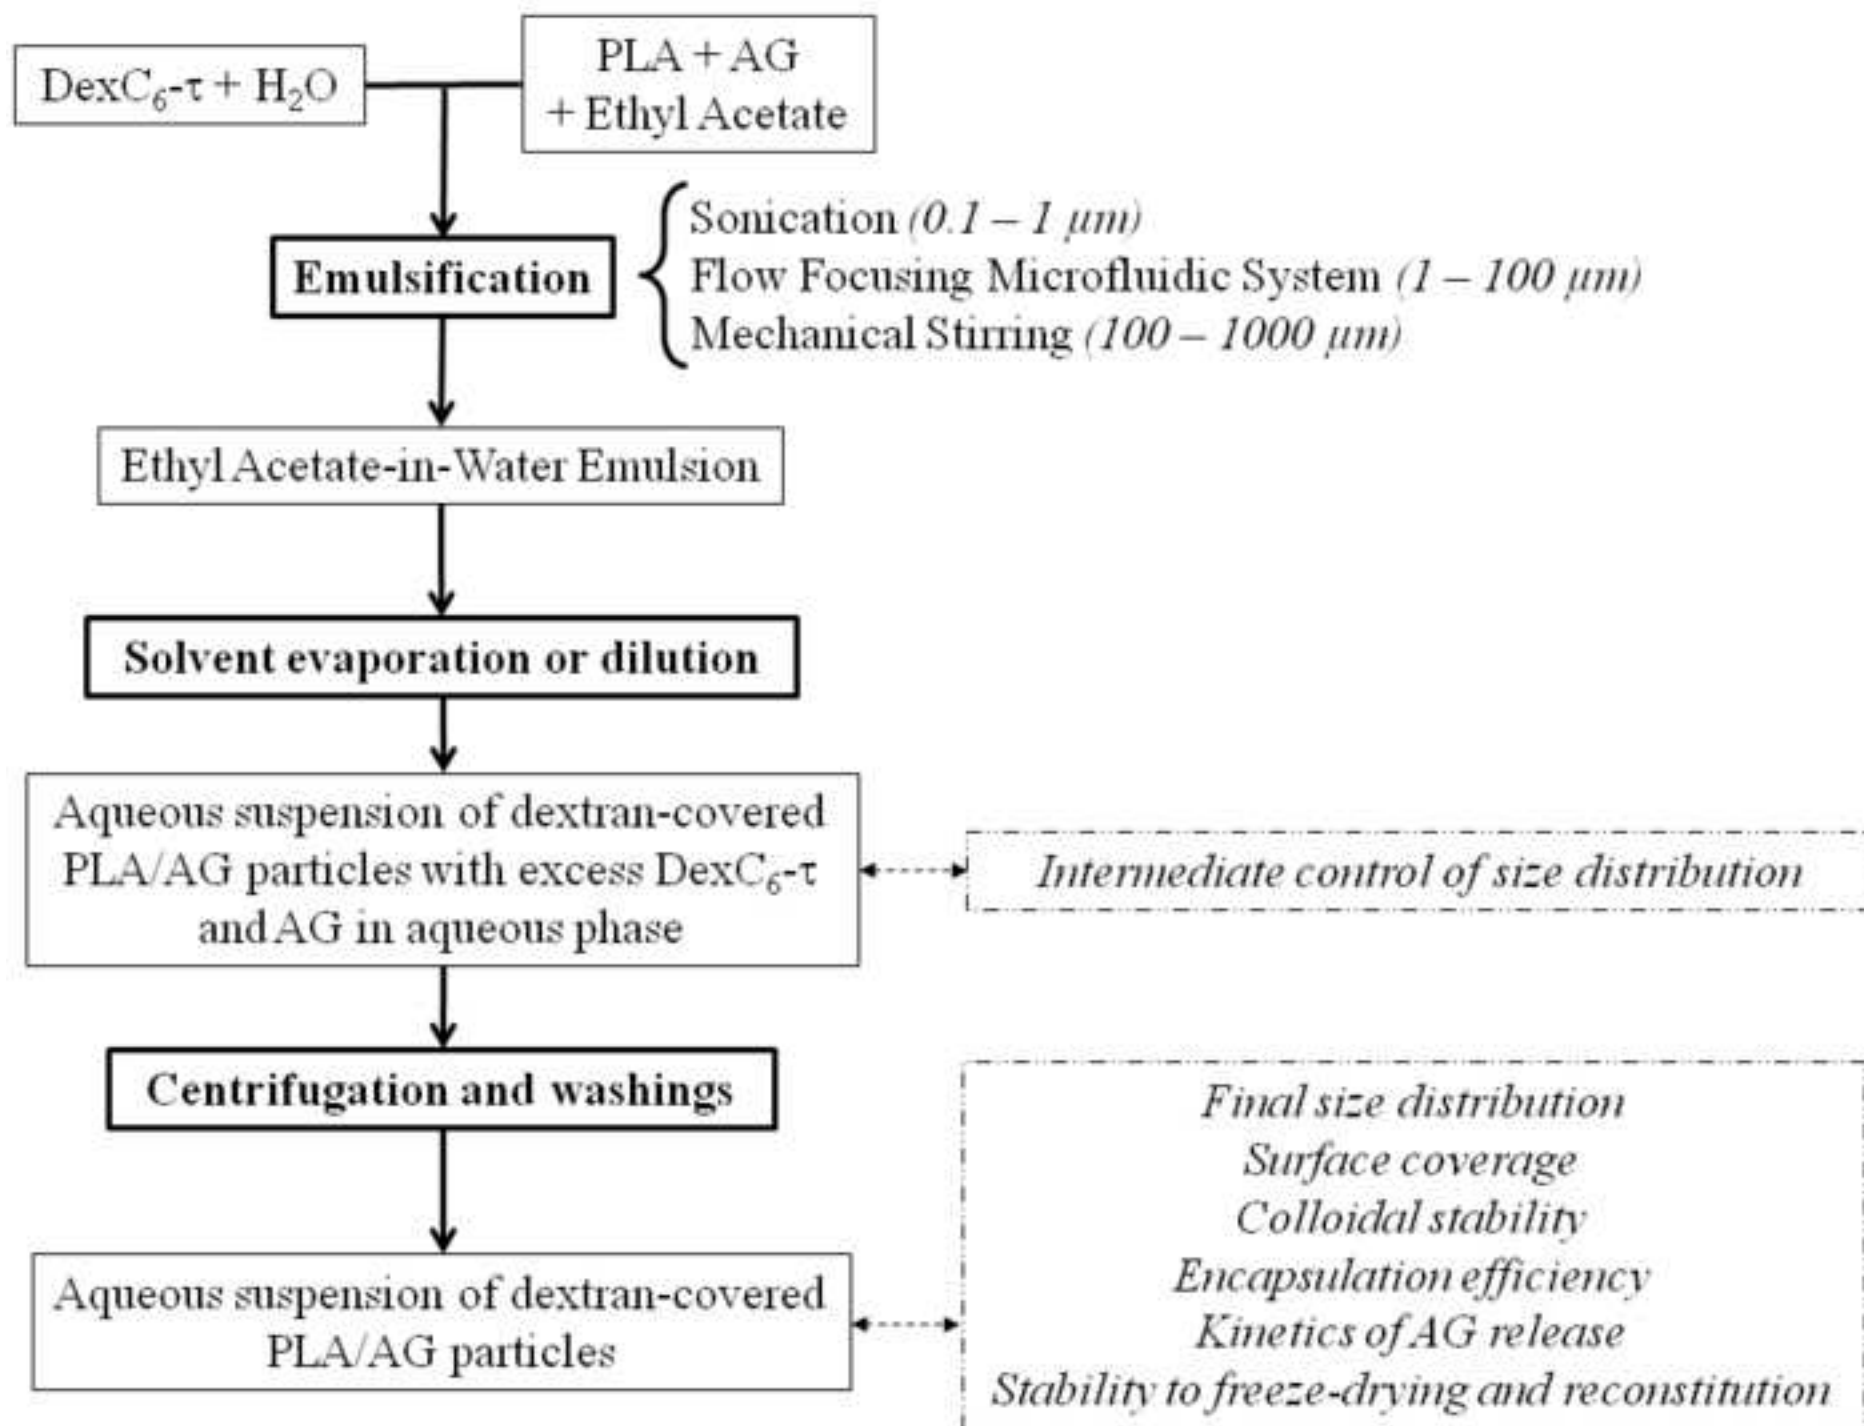 DexC₆-τ + H₂O
PLA + AG
+ Ethyl Acetate
Emulsification
Sonication (0.1 – 1 μm)
Flow Focusing Microfluidic System (1 – 100 μm)
Mechanical Stirring (100 – 1000 μm)
Ethyl Acetate-in-Water Emulsion
Solvent evaporation or dilution
Aqueous suspension of dextran-covered
PLA/AG particles with excess DexC₆-τ
and AG in aqueous phase
Intermediate control of size distribution
Centrifugation and washings
Aqueous suspension of dextran-covered
PLA/AG particles
Final size distribution
Surface coverage
Colloidal stability
Encapsulation efficiency
Kinetics of AG release
Stability to freeze-drying and reconstitution